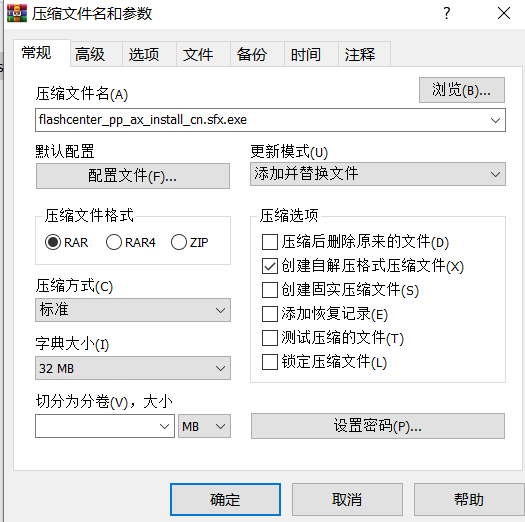 压缩文件名和参数
常规 高级 选项 文件 备份 时间 注释
压缩文件名(A)
浏览(B)...
flashcenter_pp_ax_install_cn.sfx.exe
默认配置
配置文件(F)...
更新模式(U)
添加并替换文件
压缩文件格式
RAR RAR4 ZIP
压缩方式(C)
标准
字典大小(I)
32 MB
切分为分卷(V)，大小
MB
压缩选项
压缩后删除原来的文件(D)
创建自解压格式压缩文件(X)
创建固实压缩文件(S)
添加恢复记录(E)
测试压缩的文件(T)
锁定压缩文件(L)
设置密码(P)...
确定 取消 帮助